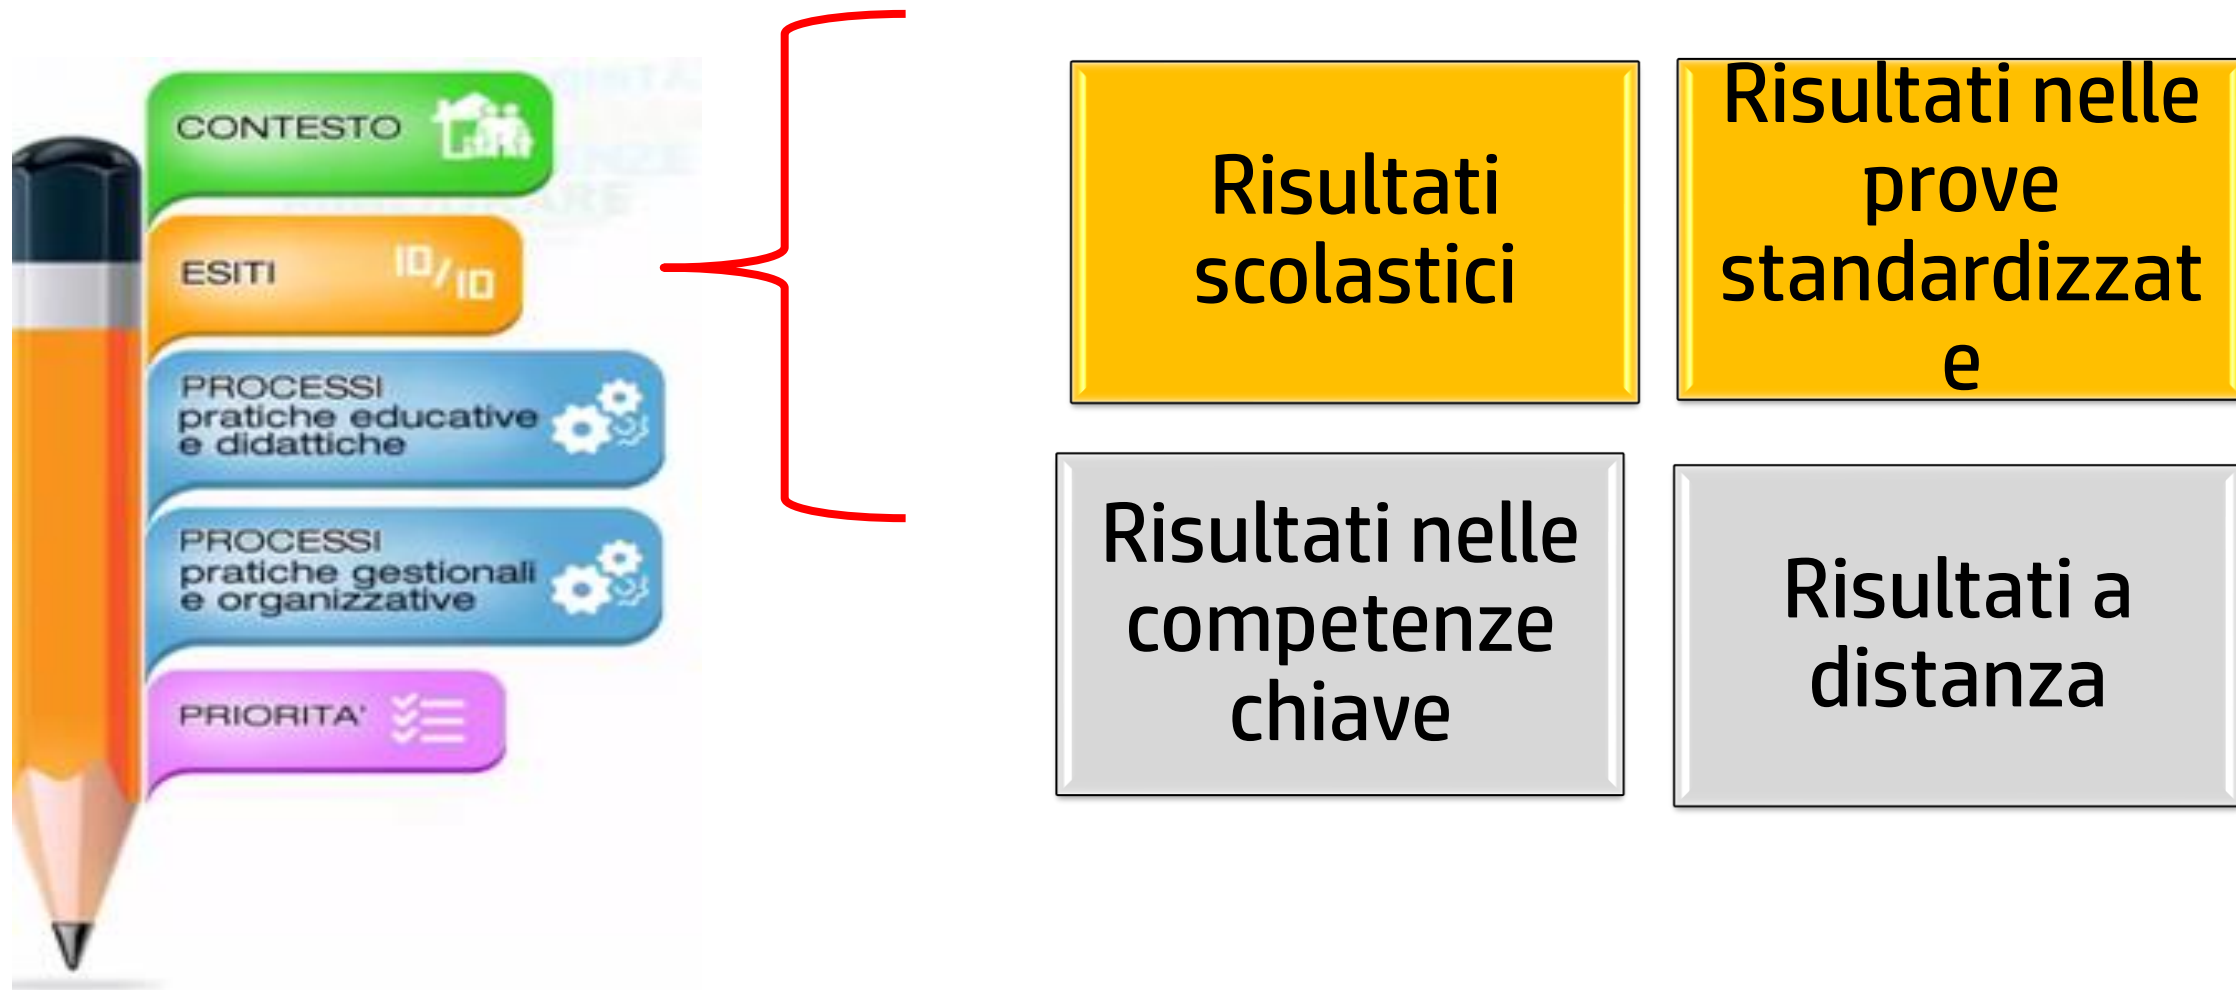 CONTESTO
ESITI 10/10
PROCESSI
pratiche educative
e didattiche
PROCESSI
pratiche gestionali
e organizzative
PRIORITA'
Risultati
scolastici
Risultati nelle
prove
standardizzat
e
Risultati nelle
competenze
chiave
Risultati a
distanza